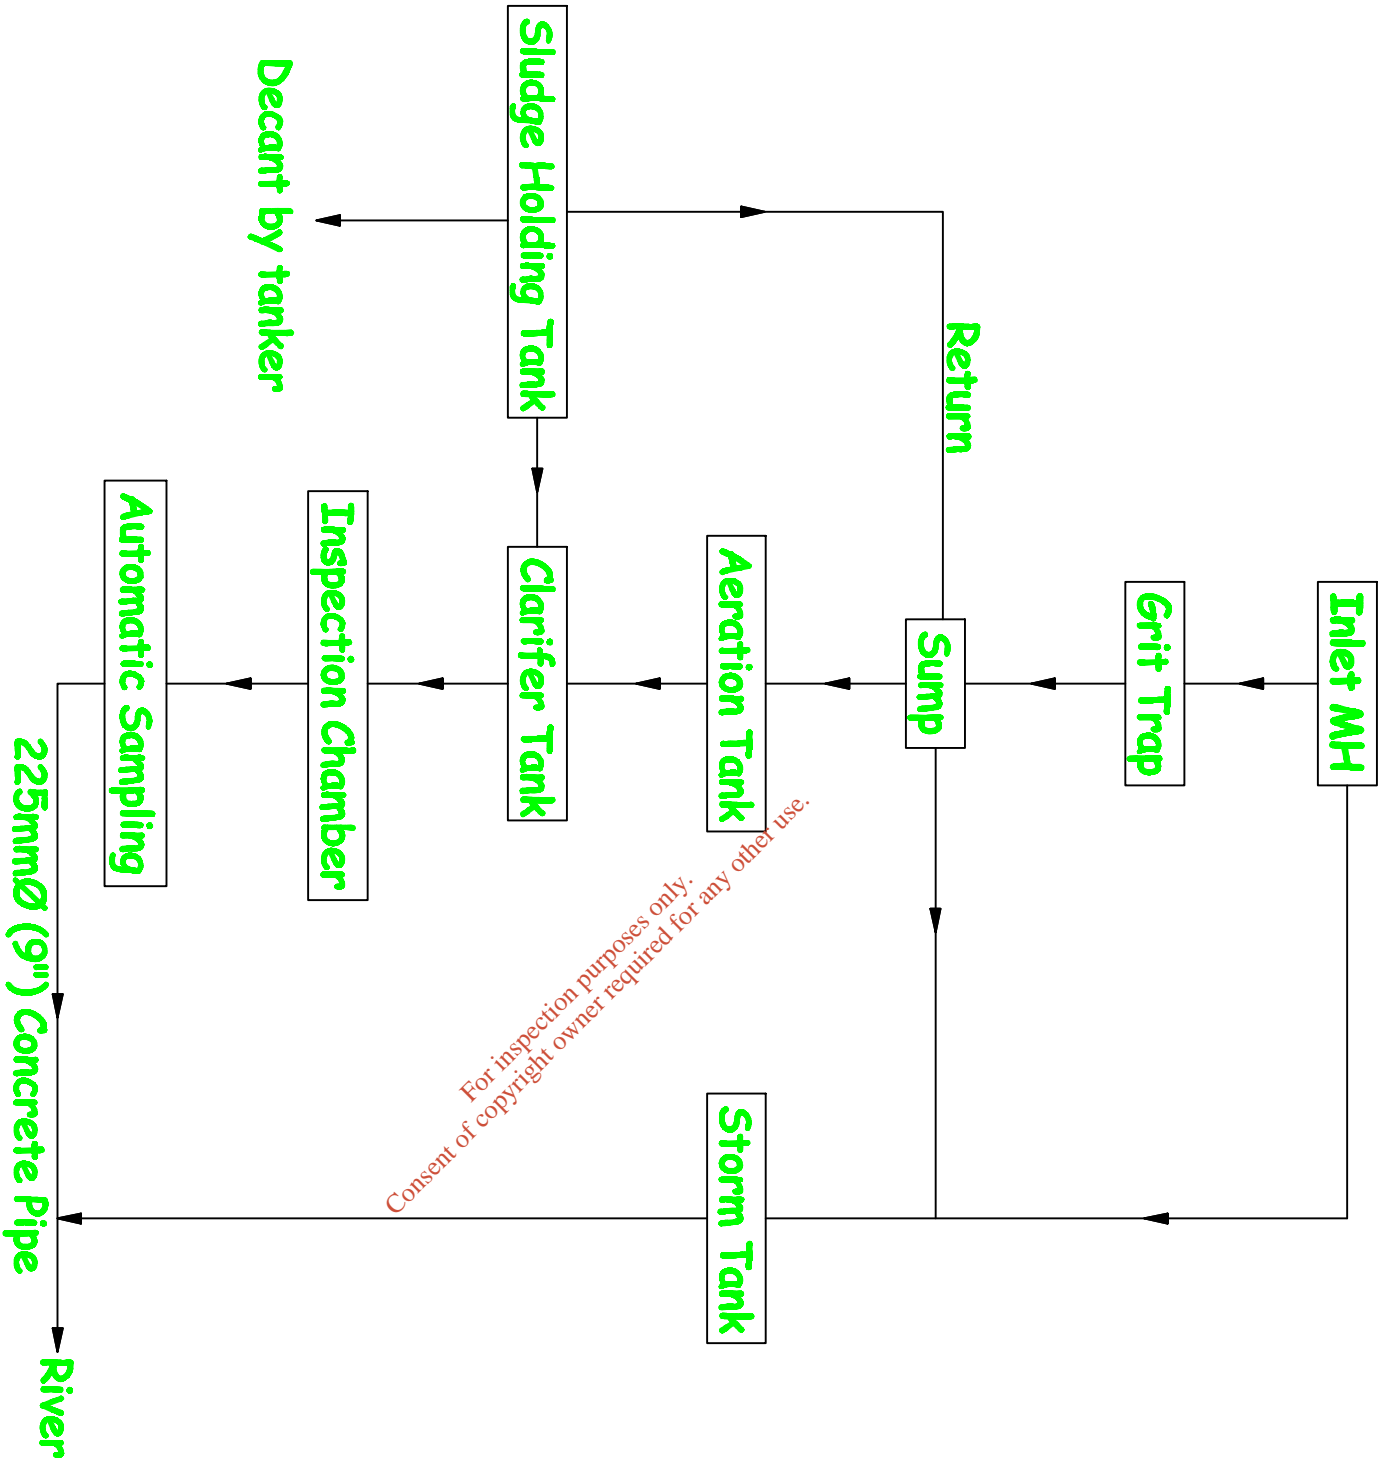 Inlet MH
Grit Trap
Return
Sump
Aeration Tank
Storm Tank
Sludge Holding Tank
Clarifer Tank
Inspection Chamber
Decant by tanker
Automatic Sampling
River
225mmØ (9") Concrete Pipe
For inspection purposes only.
Consent of copyright owner required for any other use.